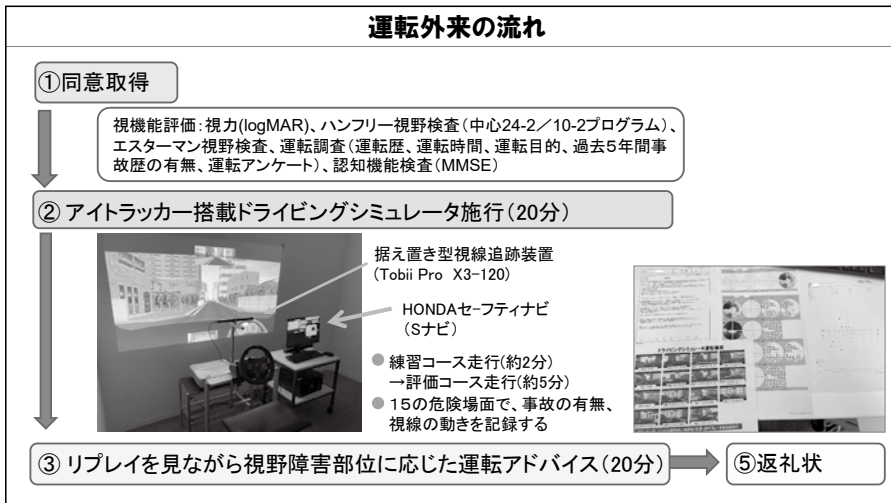 運転外来の流れ
①同意取得
視機能評価：視力(logMAR)、ハンフリー視野検査（中心24-2／10-2プログラム）、
エスターマン視野検査、運転調査（運転歴、運転時間、運転目的、過去５年間事
故歴の有無、運転アンケート）、認知機能検査（MMSE）
② アイトラッカー搭載ドライビングシミュレータ施行（20分）
据え置き型視線追跡装置
（Tobii Pro X3-120）
HONDAセーフティナビ
（Sナビ）
● 練習コース走行(約2分)
→評価コース走行(約5分)
● １５の危険場面で、事故の有無、
視線の動きを記録する
③ リプレイを見ながら視野障害部位に応じた運転アドバイス（20分）
⑤返礼状